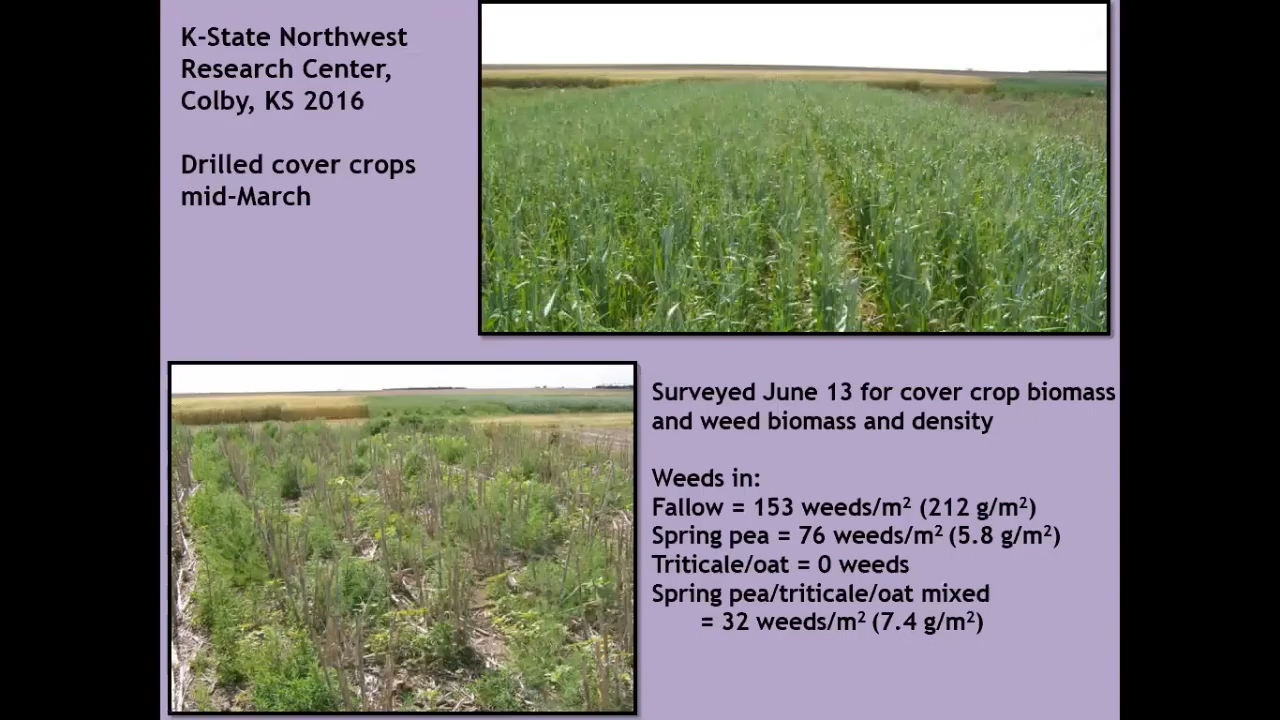 K-State Northwest
Research Center,
Colby, KS 2016
Drilled cover crops
mid-March
Surveyed June 13 for cover crop biomass
and weed biomass and density
Weeds in:
Fallow = 153 weeds/m² (212 g/m²)
Spring pea = 76 weeds/m² (5.8 g/m²)
Triticale/oat = 0 weeds
Spring pea/triticale/oat mixed
= 32 weeds/m² (7.4 g/m²)